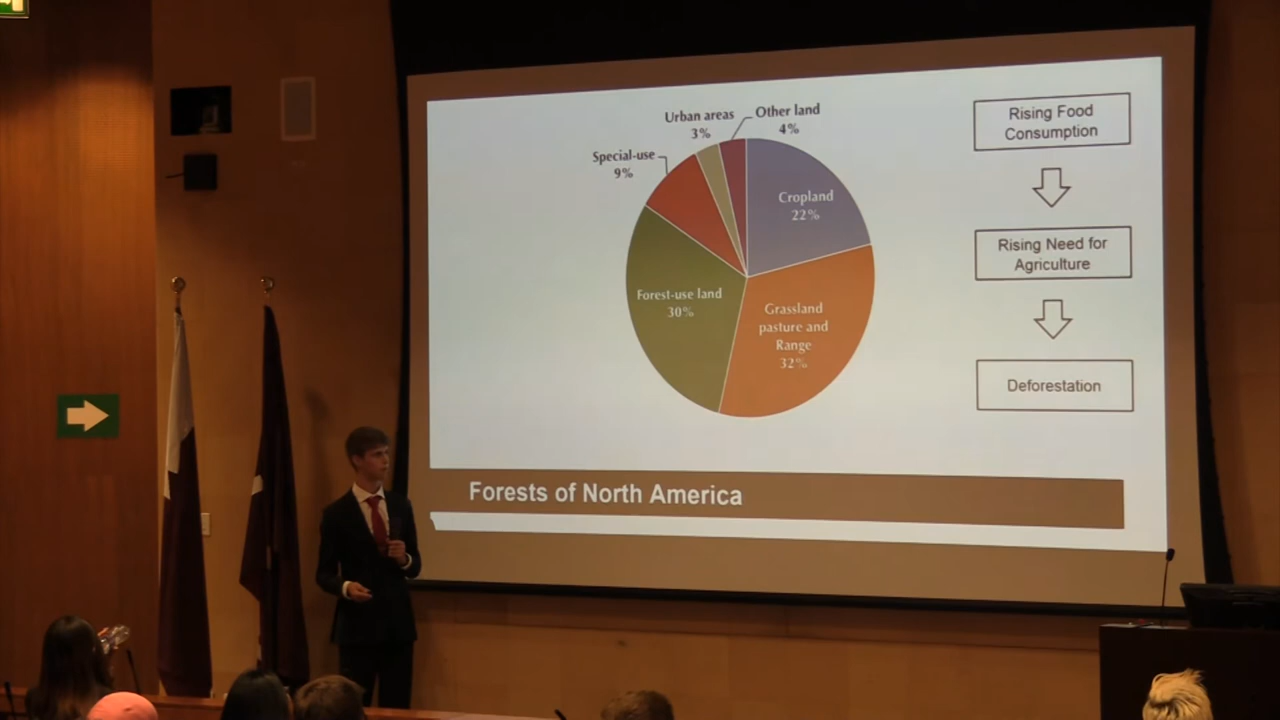 Urban areas
3%
Other land
4%
Special-use
9%
Cropland
22%
Forest-use land
30%
Grassland
pasture and
Range
32%
Rising Food
Consumption
Rising Need for
Agriculture
Deforestation
Forests of North America